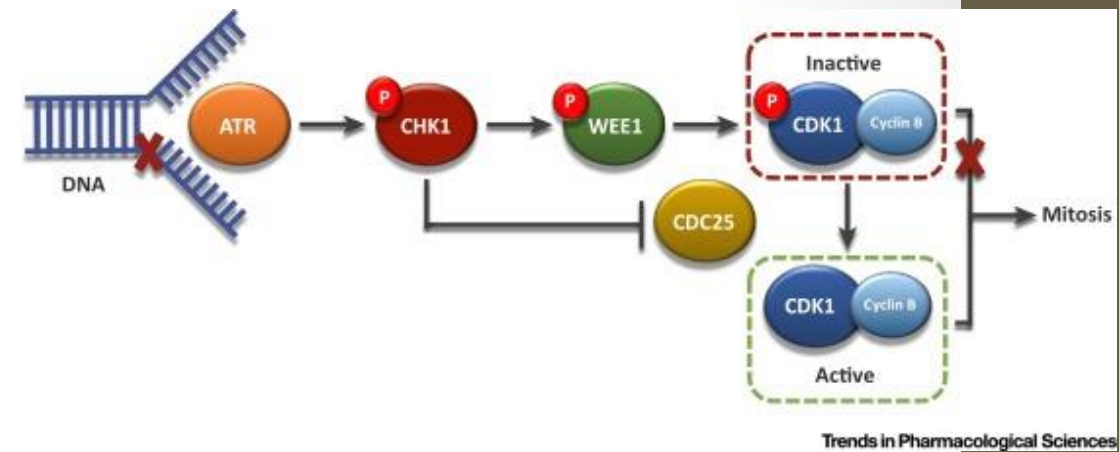 DNA
ATR
P
CHK1
P
WEE1
Inactive
P
CDK1
Cyclin B
CDC25
Mitosis
CDK1
Cyclin B
Active
Trends in Pharmacological Sciences